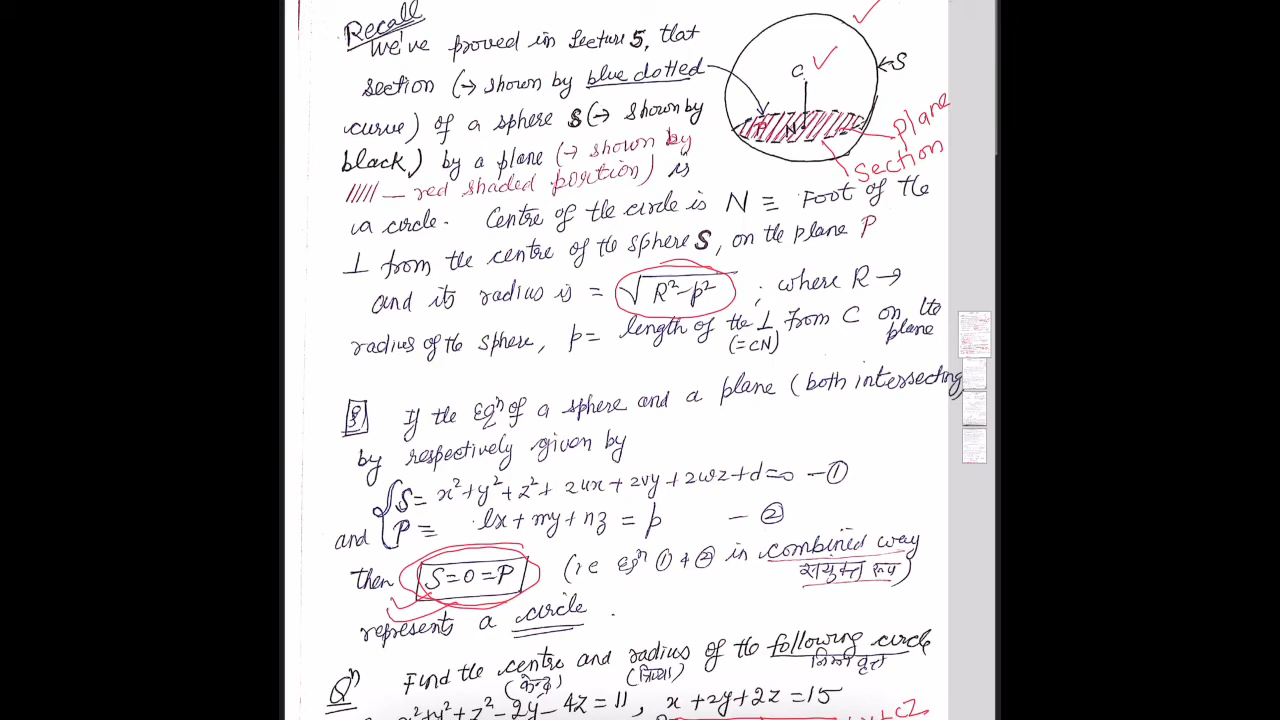 Recall
We've proved in Lecture 5, that
section (→ shown by blue dotted
curve) of a sphere S (→ shown by
black) by a plane (→ shown by
///// — red shaded portion) is
C
S
P
N
plane
section
a circle. Centre of the circle is N ≡ Foot of the
⊥ from the centre of the sphere S, on the plane P
and its radius is = √R²-p² ; where R →
radius of the sphere, p = length of the ⊥ from C on the plane
(=CN)
§ If the Eqⁿ of a sphere and a plane (both intersecting
by respectively given by
S = x²+y²+z²+2ux+2vy+2wz+d=0 — ①
and P ≡ lx+my+nz = p — ②
then S=0=P (i.e Eqⁿ ① & ② in combined way
संयुक्त रूप)
represents a circle.
Qⁿ Find the centre and radius of the following circle
(केन्द्र) (त्रिज्या) निम्न वृत्त
x²+y²+z²-2y-4z=11, x+2y+2z=15